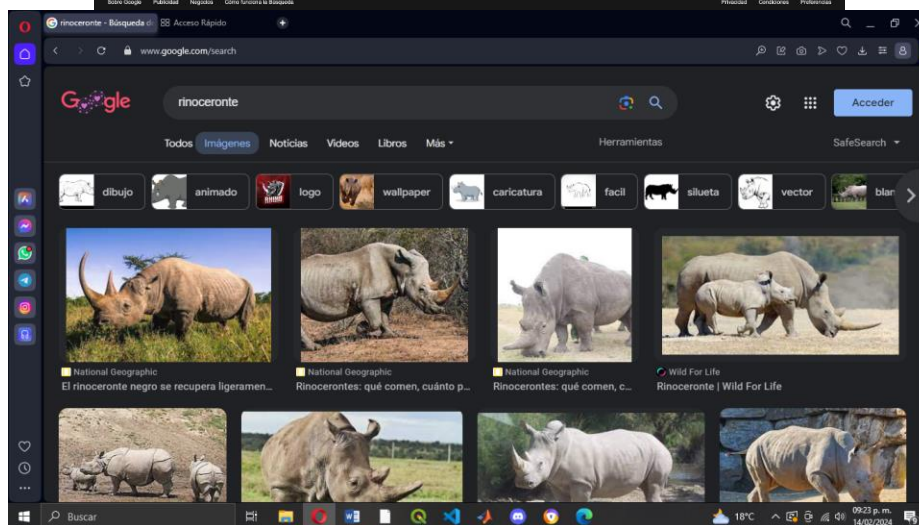 Sobre Google Publicidad Negocios Cómo funciona la Búsqueda Privacidad Condiciones Preferencias
rinoceronte - Búsqueda d Acceso Rápido
www.google.com/search
Google rinoceronte Acceder
Todos Imágenes Noticias Videos Libros Más Herramientas SafeSearch
dibujo animado logo wallpaper caricatura facil silueta vector blan
National Geographic National Geographic National Geographic Wild For Life
El rinoceronte negro se recupera ligeramen... Rinocerontes: qué comen, cuánto p... Rinocerontes: qué comen, c... Rinoceronte | Wild For Life
Buscar 18°C 09:23 p. m.
14/02/2024